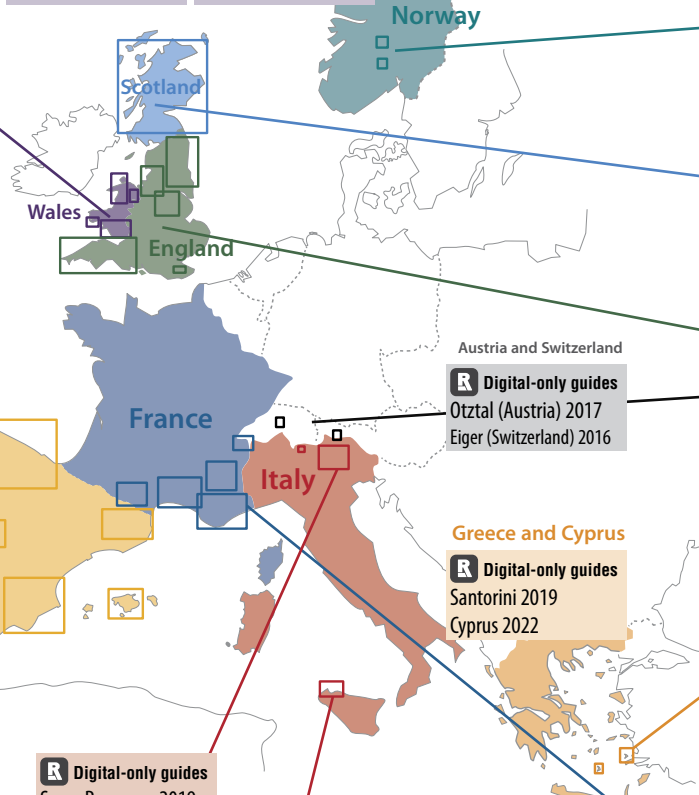 Norway
Scotland
Wales
England
Austria and Switzerland
R Digital-only guides
Otztal (Austria) 2017
Eiger (Switzerland) 2016
France
Italy
Greece and Cyprus
R Digital-only guides
Santorini 2019
Cyprus 2022
R Digital-only guides